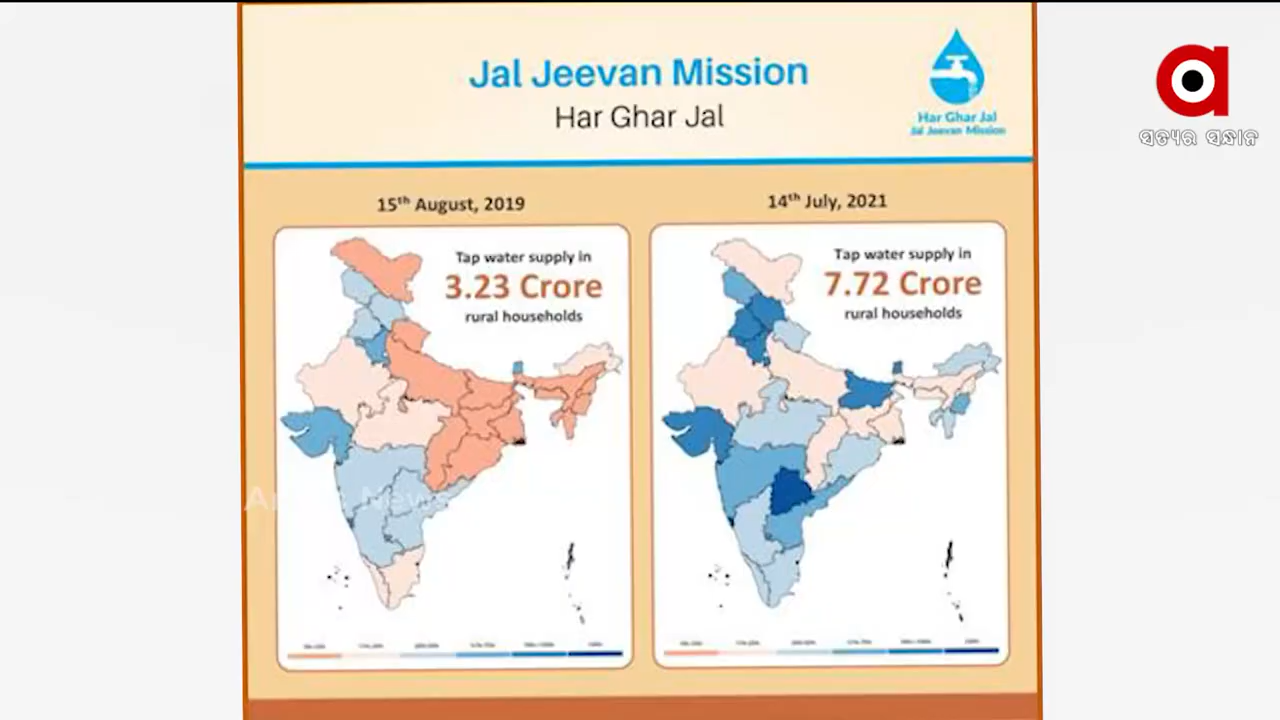 Jal Jeevan Mission
Har Ghar Jal
Har Ghar Jal
Jal Jeevan Mission
ସତ୍ୟର ସନ୍ଧାନ
15th August, 2019
Tap water supply in
3.23 Crore
rural households
14th July, 2021
Tap water supply in
7.72 Crore
rural households